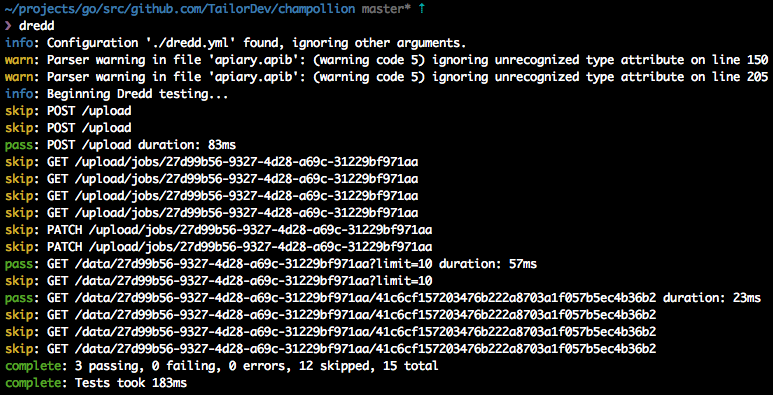 ~/projects/go/src/github.com/TailorDev/champollion master* ↑
❯ dredd
info: Configuration './dredd.yml' found, ignoring other arguments.
warn: Parser warning in file 'apiary.apib': (warning code 5) ignoring unrecognized type attribute on line 150
warn: Parser warning in file 'apiary.apib': (warning code 5) ignoring unrecognized type attribute on line 205
info: Beginning Dredd testing...
skip: POST /upload
skip: POST /upload
pass: POST /upload duration: 83ms
skip: GET /upload/jobs/27d99b56-9327-4d28-a69c-31229bf971aa
skip: GET /upload/jobs/27d99b56-9327-4d28-a69c-31229bf971aa
skip: GET /upload/jobs/27d99b56-9327-4d28-a69c-31229bf971aa
skip: GET /upload/jobs/27d99b56-9327-4d28-a69c-31229bf971aa
skip: PATCH /upload/jobs/27d99b56-9327-4d28-a69c-31229bf971aa
skip: PATCH /upload/jobs/27d99b56-9327-4d28-a69c-31229bf971aa
pass: GET /data/27d99b56-9327-4d28-a69c-31229bf971aa?limit=10 duration: 57ms
skip: GET /data/27d99b56-9327-4d28-a69c-31229bf971aa?limit=10
pass: GET /data/27d99b56-9327-4d28-a69c-31229bf971aa/41c6cf157203476b222a8703a1f057b5ec4b36b2 duration: 23ms
skip: GET /data/27d99b56-9327-4d28-a69c-31229bf971aa/41c6cf157203476b222a8703a1f057b5ec4b36b2
skip: GET /data/27d99b56-9327-4d28-a69c-31229bf971aa/41c6cf157203476b222a8703a1f057b5ec4b36b2
skip: GET /data/27d99b56-9327-4d28-a69c-31229bf971aa/41c6cf157203476b222a8703a1f057b5ec4b36b2
complete: 3 passing, 0 failing, 0 errors, 12 skipped, 15 total
complete: Tests took 183ms